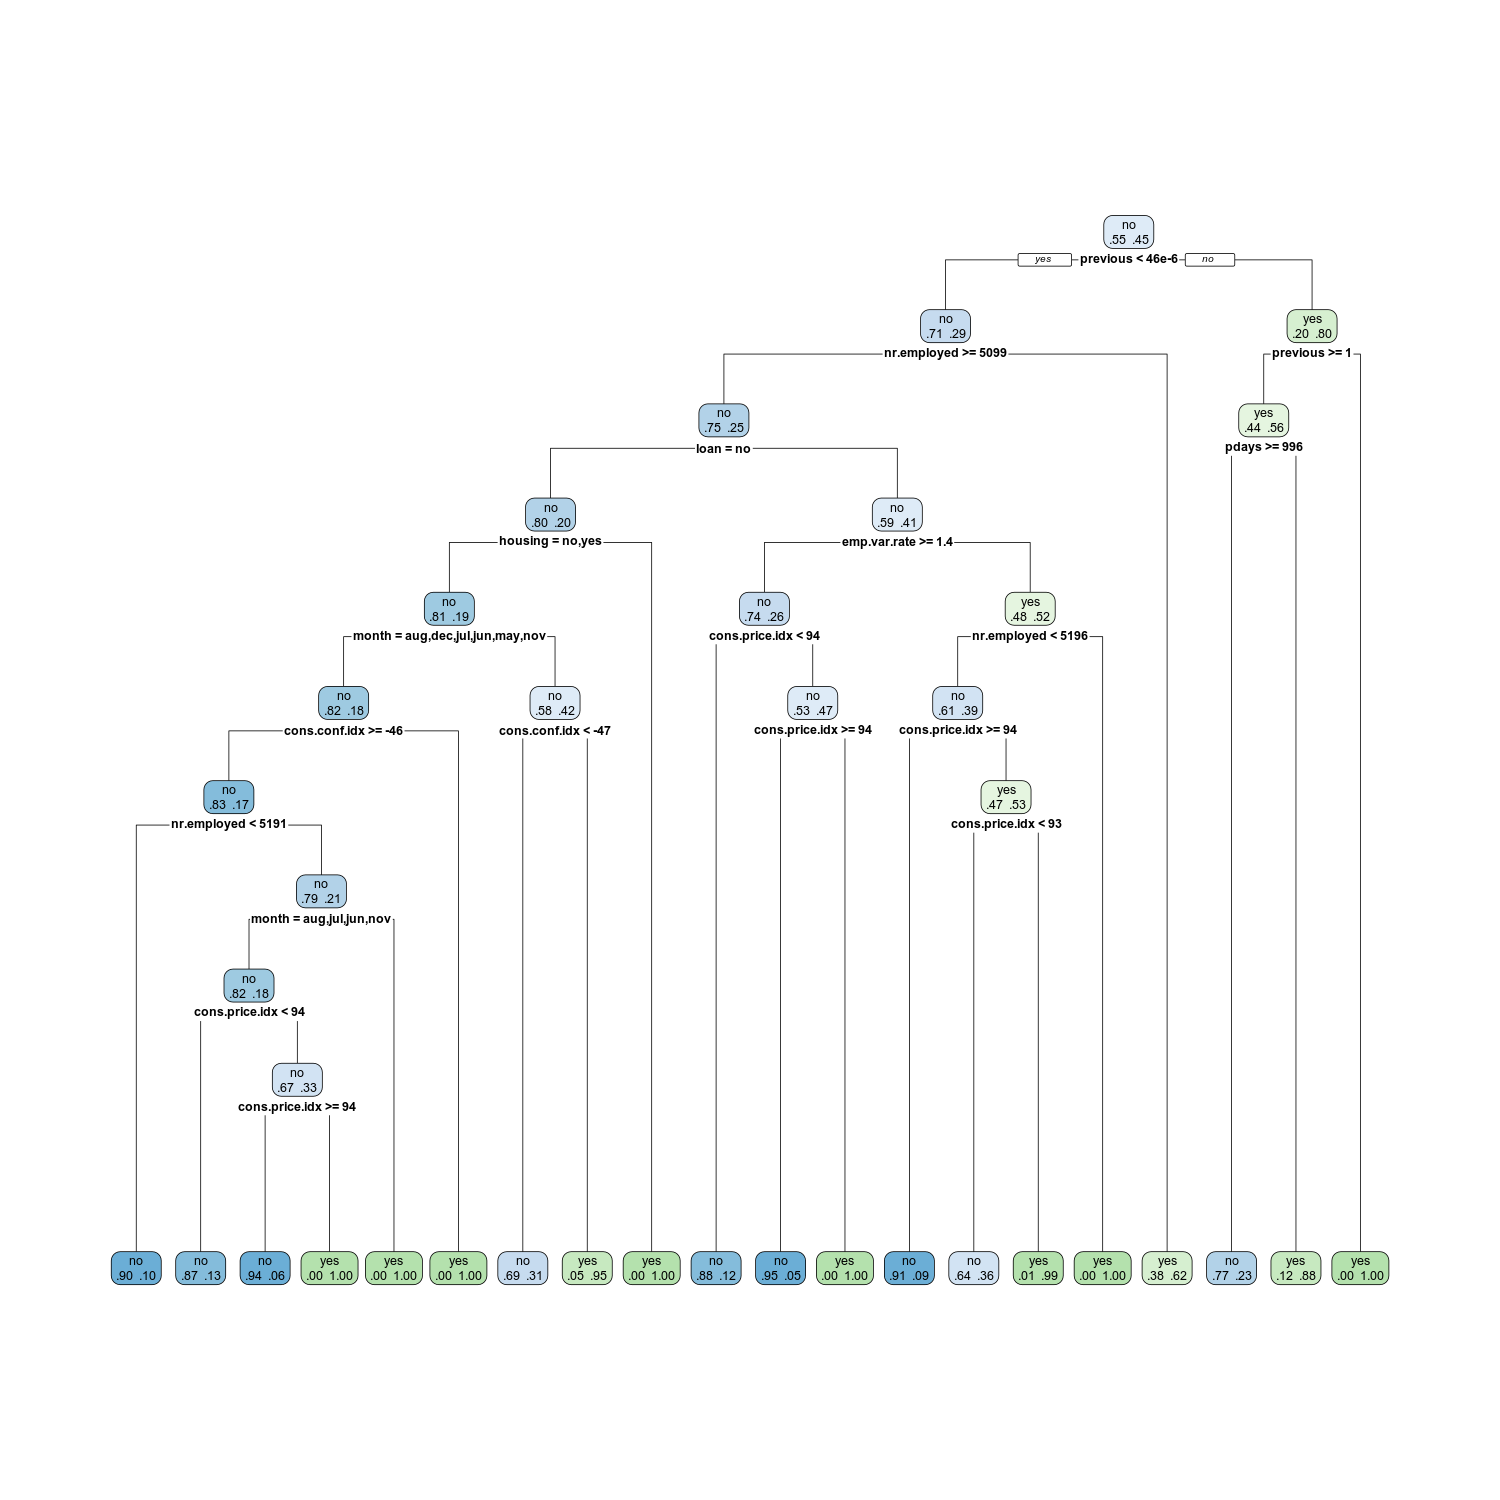 no
.55 .45
yes previous < 46e-6 no
no yes
.71 .29 .20 .80
nr.employed >= 5099 previous >= 1
no yes
.75 .25 .44 .56
loan = no pdays >= 996
no no
.80 .20 .59 .41
housing = no,yes emp.var.rate >= 1.4
no no yes
.81 .19 .74 .26 .48 .52
month = aug,dec,jul,jun,may,nov cons.price.idx < 94 nr.employed < 5196
no no no no
.82 .18 .58 .42 .53 .47 .61 .39
cons.conf.idx >= -46 cons.conf.idx < -47 cons.price.idx >= 94 cons.price.idx >= 94
no yes
.83 .17 .47 .53
nr.employed < 5191 cons.price.idx < 93
no
.79 .21
month = aug,jul,jun,nov
no
.82 .18
cons.price.idx < 94
no
.67 .33
cons.price.idx >= 94
no no no yes yes yes no yes yes no no yes no no yes yes yes no yes yes
.90 .10 .87 .13 .94 .06 .00 1.00 .00 1.00 .00 1.00 .69 .31 .05 .95 .00 1.00 .88 .12 .95 .05 .00 1.00 .91 .09 .64 .36 .01 .99 .00 1.00 .38 .62 .77 .23 .12 .88 .00 1.00